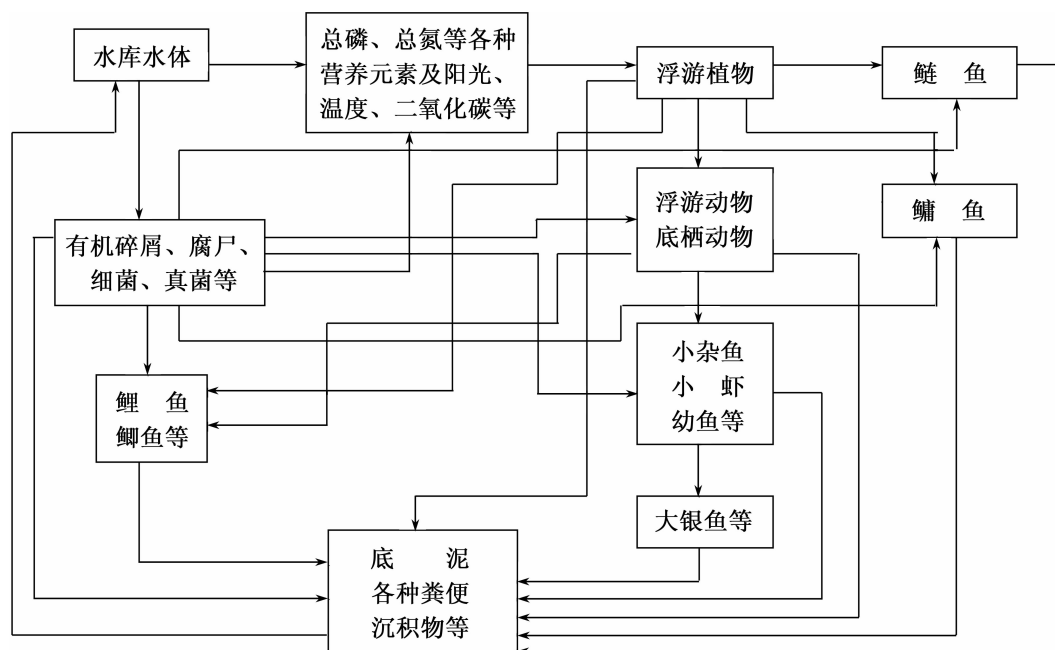 水库水体
总磷、总氮等各种
营养元素及阳光、
温度、二氧化碳等
浮游植物
鲢 鱼
浮游动物
底栖动物
鳙 鱼
有机碎屑、腐尸、
细菌、真菌等
小杂鱼
小 虾
幼鱼等
鲤 鱼
鲫鱼等
大银鱼等
底 泥
各种粪便
沉积物等